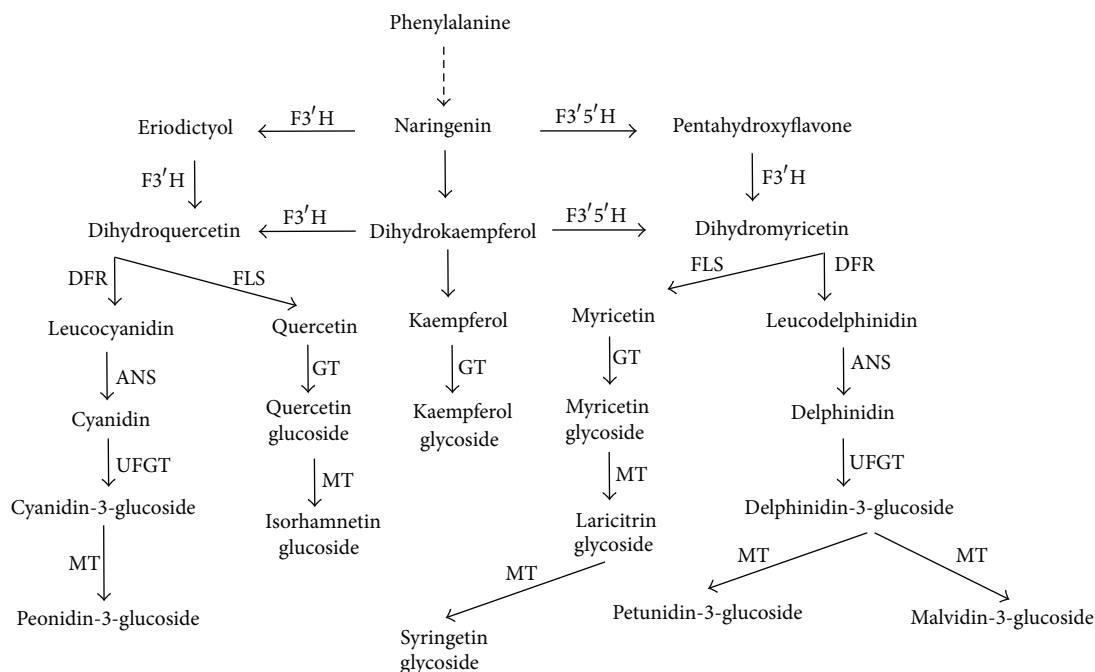 Phenylalanine
F3′H
F3′5′H
Eriodictyol
Naringenin
Pentahydroxyflavone
F3′H
F3′H
F3′H
F3′5′H
Dihydroquercetin
Dihydrokaempferol
Dihydromyricetin
DFR
FLS
FLS
DFR
Leucocyanidin
Quercetin
Kaempferol
Myricetin
Leucodelphinidin
ANS
GT
GT
GT
ANS
Cyanidin
Quercetin
glucoside
Kaempferol
glycoside
Myricetin
glycoside
Delphinidin
UFGT
MT
MT
UFGT
Cyanidin-3-glucoside
Isorhamnetin
glucoside
Laricitrin
glycoside
Delphinidin-3-glucoside
MT
MT
MT
MT
Peonidin-3-glucoside
Syringetin
glycoside
Petunidin-3-glucoside
Malvidin-3-glucoside